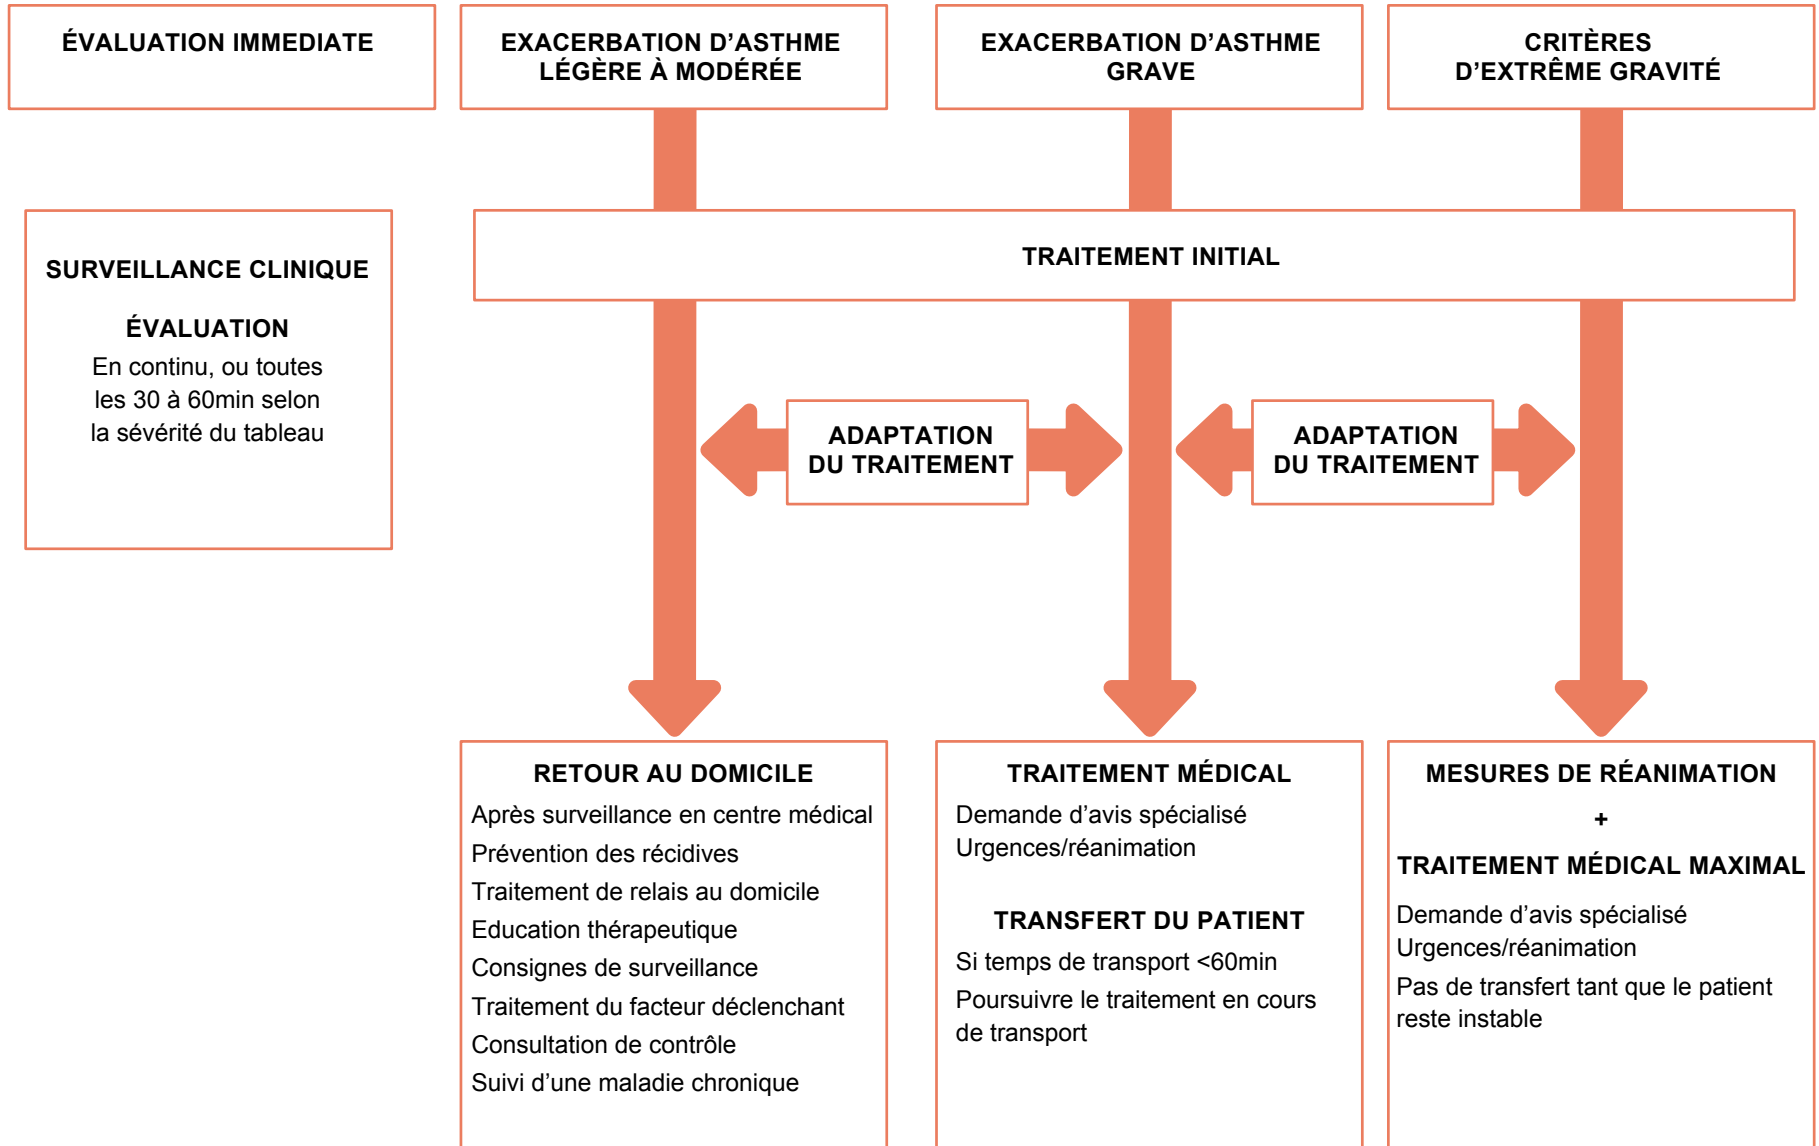 ÉVALUATION IMMEDIATE
EXACERBATION D’ASTHME
LÉGÈRE À MODÉRÉE
EXACERBATION D’ASTHME
GRAVE
CRITÈRES
D’EXTRÊME GRAVITÉ
SURVEILLANCE CLINIQUE
ÉVALUATION
En continu, ou toutes
les 30 à 60min selon
la sévérité du tableau
TRAITEMENT INITIAL
ADAPTATION
DU TRAITEMENT
ADAPTATION
DU TRAITEMENT
RETOUR AU DOMICILE
Après surveillance en centre médical
Prévention des récidives
Traitement de relais au domicile
Education thérapeutique
Consignes de surveillance
Traitement du facteur déclenchant
Consultation de contrôle
Suivi d’une maladie chronique
TRAITEMENT MÉDICAL
Demande d’avis spécialisé
Urgences/réanimation
TRANSFERT DU PATIENT
Si temps de transport <60min
Poursuivre le traitement en cours
de transport
MESURES DE RÉANIMATION
+
TRAITEMENT MÉDICAL MAXIMAL
Demande d’avis spécialisé
Urgences/réanimation
Pas de transfert tant que le patient
reste instable